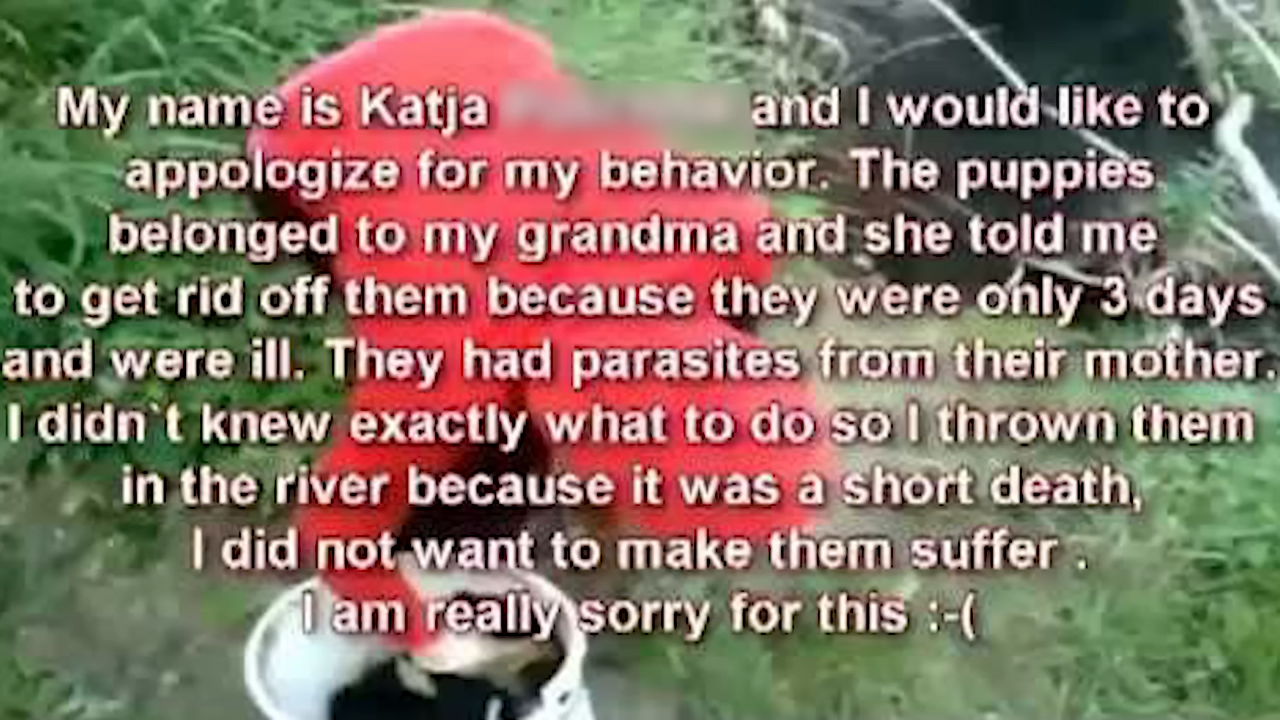 My name is Katja and I would like to
appologize for my behavior. The puppies
belonged to my grandma and she told me
to get rid off them because they were only 3 days
and were ill. They had parasites from their mother.
I didn`t knew exactly what to do so I thrown them
in the river because it was a short death,
I did not want to make them suffer .
I am really sorry for this :-(